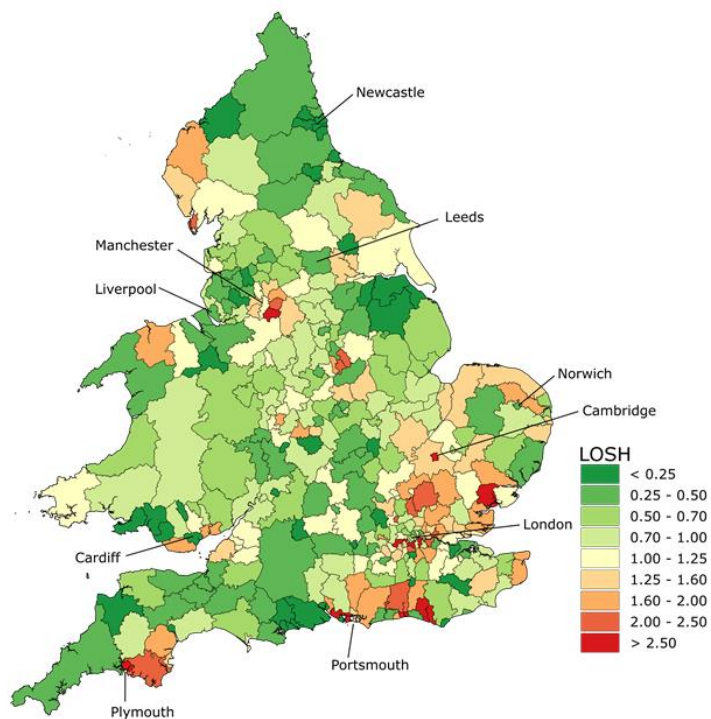 Newcastle
Leeds
Manchester
Liverpool
Norwich
Cambridge
LOSH
< 0.25
0.25 - 0.50
0.50 - 0.70
0.70 - 1.00
1.00 - 1.25
1.25 - 1.60
1.60 - 2.00
2.00 - 2.50
> 2.50
London
Cardiff
Portsmouth
Plymouth